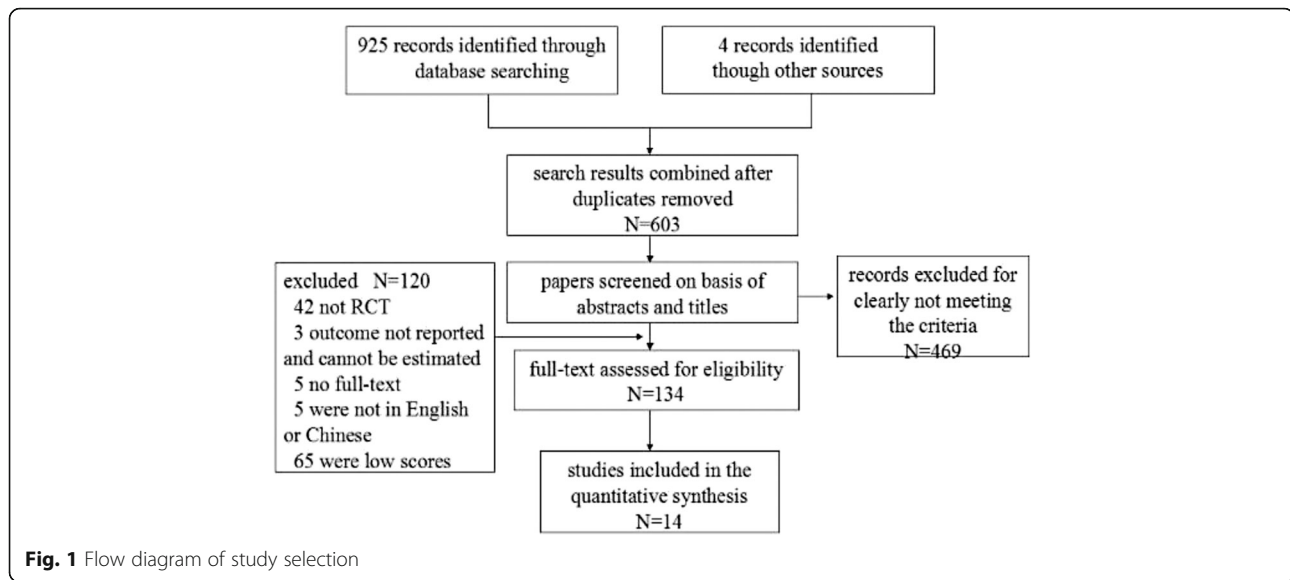 925 records identified through
database searching
4 records identified
though other sources
search results combined after
duplicates removed
N=603
papers screened on basis of
abstracts and titles
records excluded for
clearly not meeting
the criteria
N=469
excluded N=120
42 not RCT
3 outcome not reported
and cannot be estimated
5 no full-text
5 were not in English
or Chinese
65 were low scores
full-text assessed for eligibility
N=134
studies included in the
quantitative synthesis
N=14
Fig. 1 Flow diagram of study selection